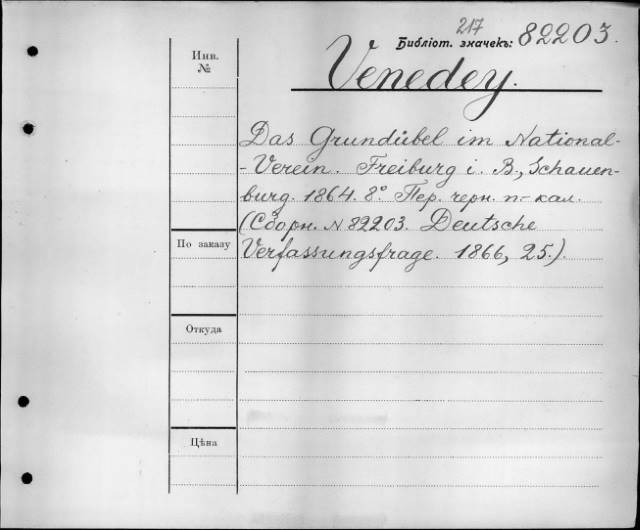 217
Библіот. значекъ: 82203.
Инв.
№
Venedey.
Das Grundübel im National-
-Verein. Freiburg i. B., Schauen-
burg. 1864. 8° Пер. черн. п.-кал.
(Сборн. N 82203. Deutsche
Verfassungsfrage. 1866, 25.).
По заказу
Откуда
Цѣна